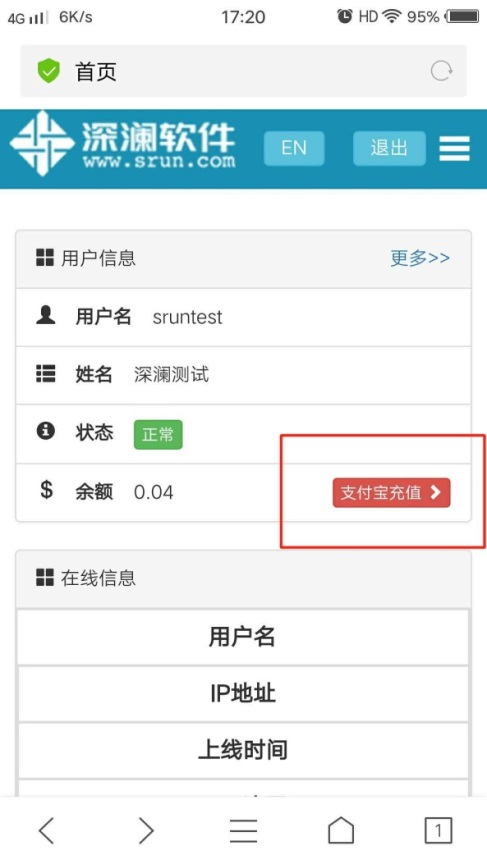 4G 6K/s 17:20 HD 95%
首页
深澜软件
www.srun.com
EN 退出
用户信息 更多>>
用户名 sruntest
姓名 深澜测试
状态 正常
$ 余额 0.04 支付宝充值
在线信息
用户名
IP地址
上线时间
1